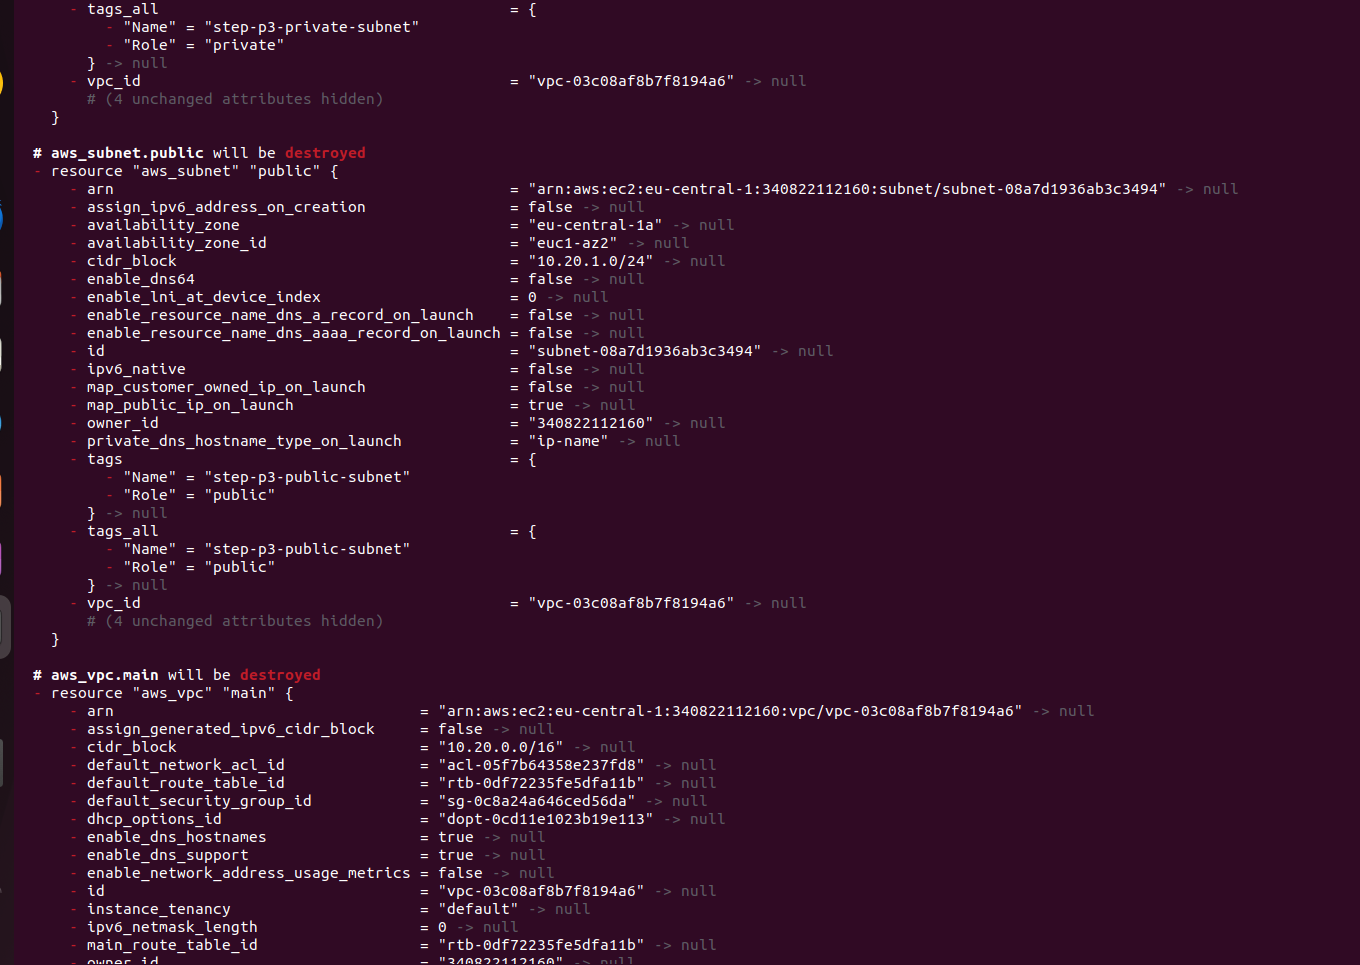 - tags_all = {
- "Name" = "step-p3-private-subnet"
- "Role" = "private"
} -> null
- vpc_id = "vpc-03c08af8b7f8194a6" -> null
# (4 unchanged attributes hidden)
}
# aws_subnet.public will be destroyed
- resource "aws_subnet" "public" {
- arn = "arn:aws:ec2:eu-central-1:340822112160:subnet/subnet-08a7d1936ab3c3494" -> null
- assign_ipv6_address_on_creation = false -> null
- availability_zone = "eu-central-1a" -> null
- availability_zone_id = "euc1-az2" -> null
- cidr_block = "10.20.1.0/24" -> null
- enable_dns64 = false -> null
- enable_lni_at_device_index = 0 -> null
- enable_resource_name_dns_a_record_on_launch = false -> null
- enable_resource_name_dns_aaaa_record_on_launch = false -> null
- id = "subnet-08a7d1936ab3c3494" -> null
- ipv6_native = false -> null
- map_customer_owned_ip_on_launch = false -> null
- map_public_ip_on_launch = true -> null
- owner_id = "340822112160" -> null
- private_dns_hostname_type_on_launch = "ip-name" -> null
- tags = {
- "Name" = "step-p3-public-subnet"
- "Role" = "public"
} -> null
- tags_all = {
- "Name" = "step-p3-public-subnet"
- "Role" = "public"
} -> null
- vpc_id = "vpc-03c08af8b7f8194a6" -> null
# (4 unchanged attributes hidden)
}
# aws_vpc.main will be destroyed
- resource "aws_vpc" "main" {
- arn = "arn:aws:ec2:eu-central-1:340822112160:vpc/vpc-03c08af8b7f8194a6" -> null
- assign_generated_ipv6_cidr_block = false -> null
- cidr_block = "10.20.0.0/16" -> null
- default_network_acl_id = "acl-05f7b64358e237fd8" -> null
- default_route_table_id = "rtb-0df72235fe5dfa11b" -> null
- default_security_group_id = "sg-0c8a24a646ced56da" -> null
- dhcp_options_id = "dopt-0cd11e1023b19e113" -> null
- enable_dns_hostnames = true -> null
- enable_dns_support = true -> null
- enable_network_address_usage_metrics = false -> null
- id = "vpc-03c08af8b7f8194a6" -> null
- instance_tenancy = "default" -> null
- ipv6_netmask_length = 0 -> null
- main_route_table_id = "rtb-0df72235fe5dfa11b" -> null
- owner_id = "340822112160" -> null